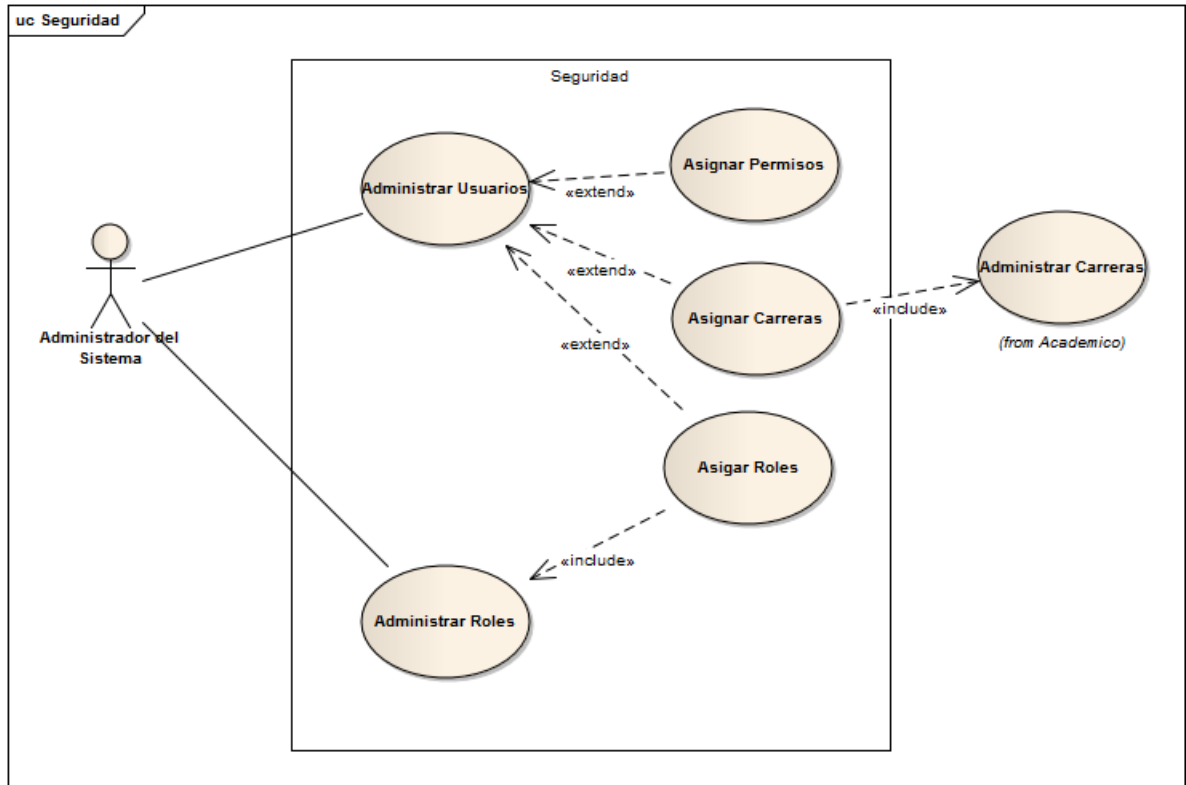 uc Seguridad
Seguridad
Asignar Permisos
Administrar Usuarios
«extend»
«extend»
Administrar Carreras
Asignar Carreras
«include»
Administrador del
Sistema
«extend»
(from Academico)
Asigar Roles
«include»
Administrar Roles